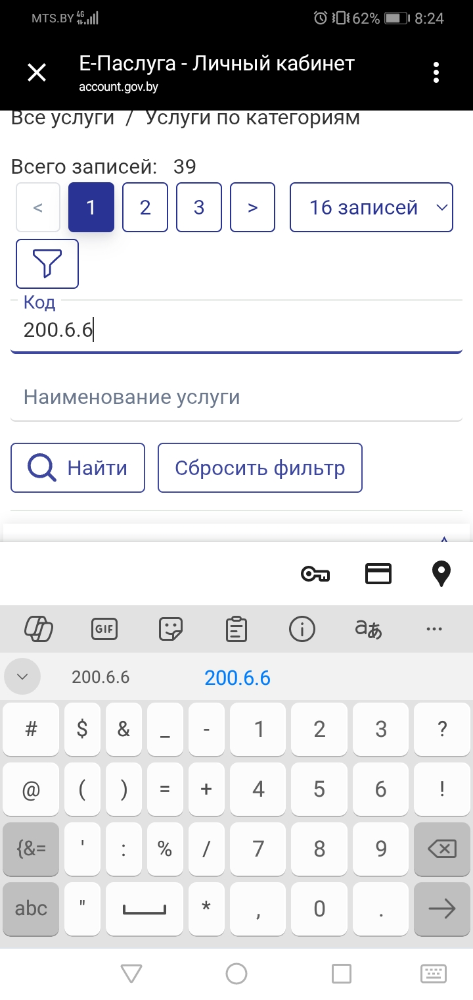 MTS.BY 4G 62% 8:24
Е-Паслуга - Личный кабинет
account.gov.by
Все услуги / Услуги по категориям
Всего записей: 39
< 1 2 3 > 16 записей
Код
200.6.6
Наименование услуги
Найти Сбросить фильтр
GIF aあ ...
200.6.6 200.6.6
# $ & _ - 1 2 3 ?
@ ( ) = + 4 5 6 !
{&= ' : % / 7 8 9
abc " * , 0 .